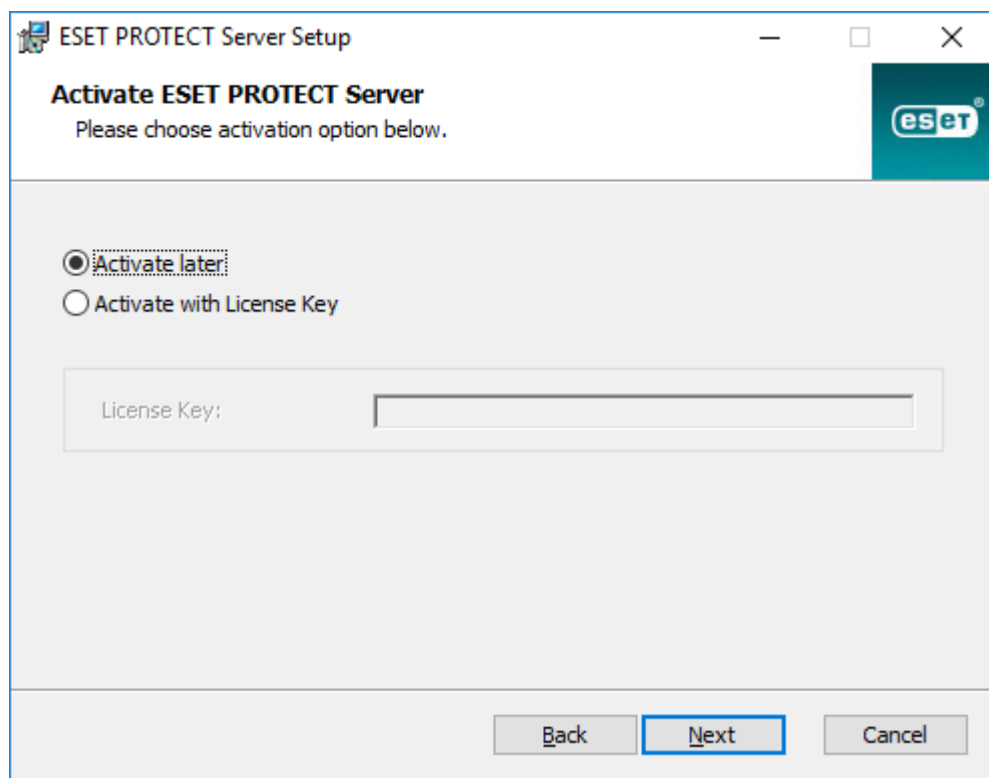 ESET PROTECT Server Setup
Activate ESET PROTECT Server
Please choose activation option below.
eseT®
Activate later
Activate with License Key
License Key:
Back
Next
Cancel